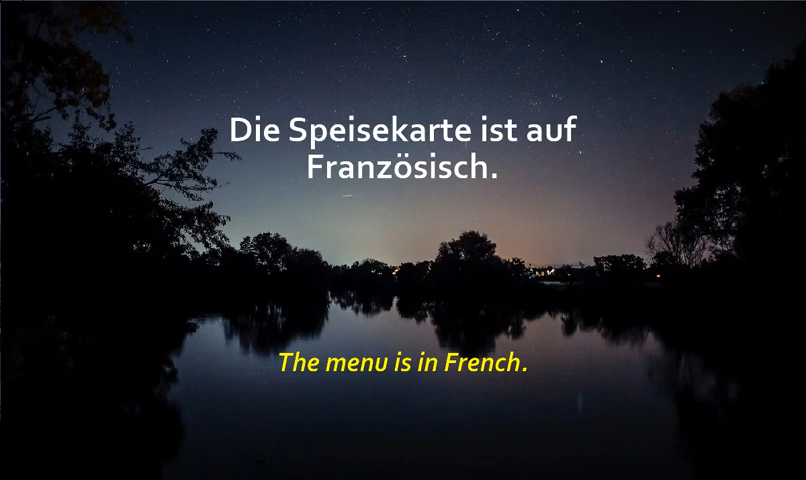 Die Speisekarte ist auf
Französisch.
The menu is in French.